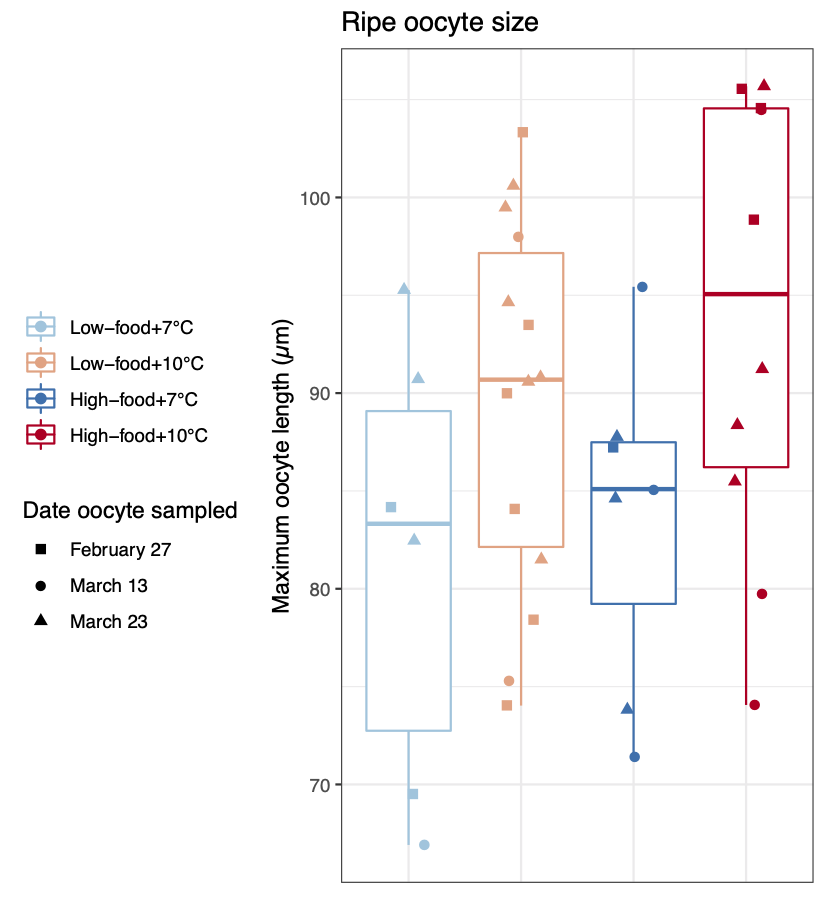 Ripe oocyte size
Maximum oocyte length (μm)
100
90
80
70
Low−food+7°C
Low−food+10°C
High−food+7°C
High−food+10°C
Date oocyte sampled
February 27
March 13
March 23